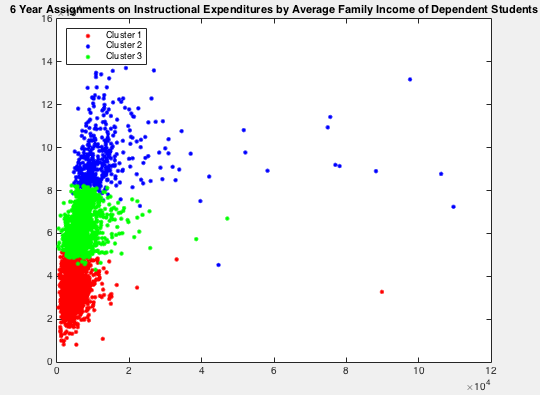 6 Year Assignments on Instructional Expenditures by Average Family Income of Dependent Students
16
14
12
10
8
6
4
2
0
Cluster 1
Cluster 2
Cluster 3
0 2 4 6 8 10 12
×10⁴